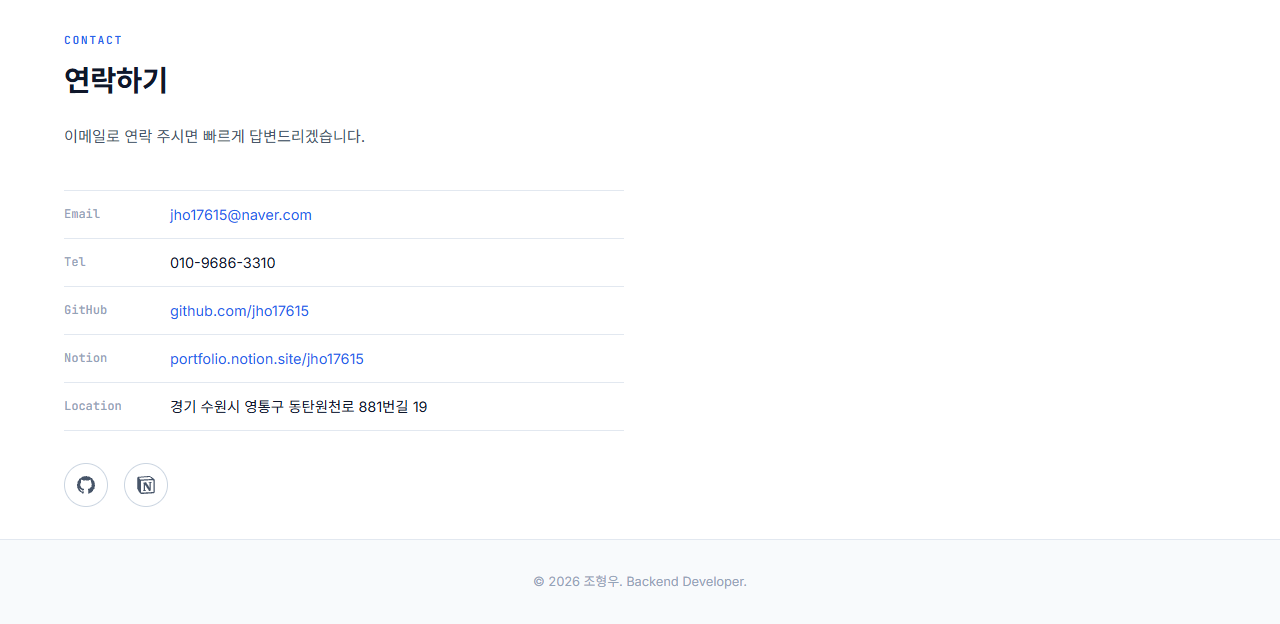 CONTACT
연락하기
이메일로 연락 주시면 빠르게 답변드리겠습니다.
Email jho17615@naver.com
Tel 010-9686-3310
GitHub github.com/jho17615
Notion portfolio.notion.site/jho17615
Location 경기 수원시 영통구 동탄원천로 881번길 19
N
© 2026 조형우. Backend Developer.